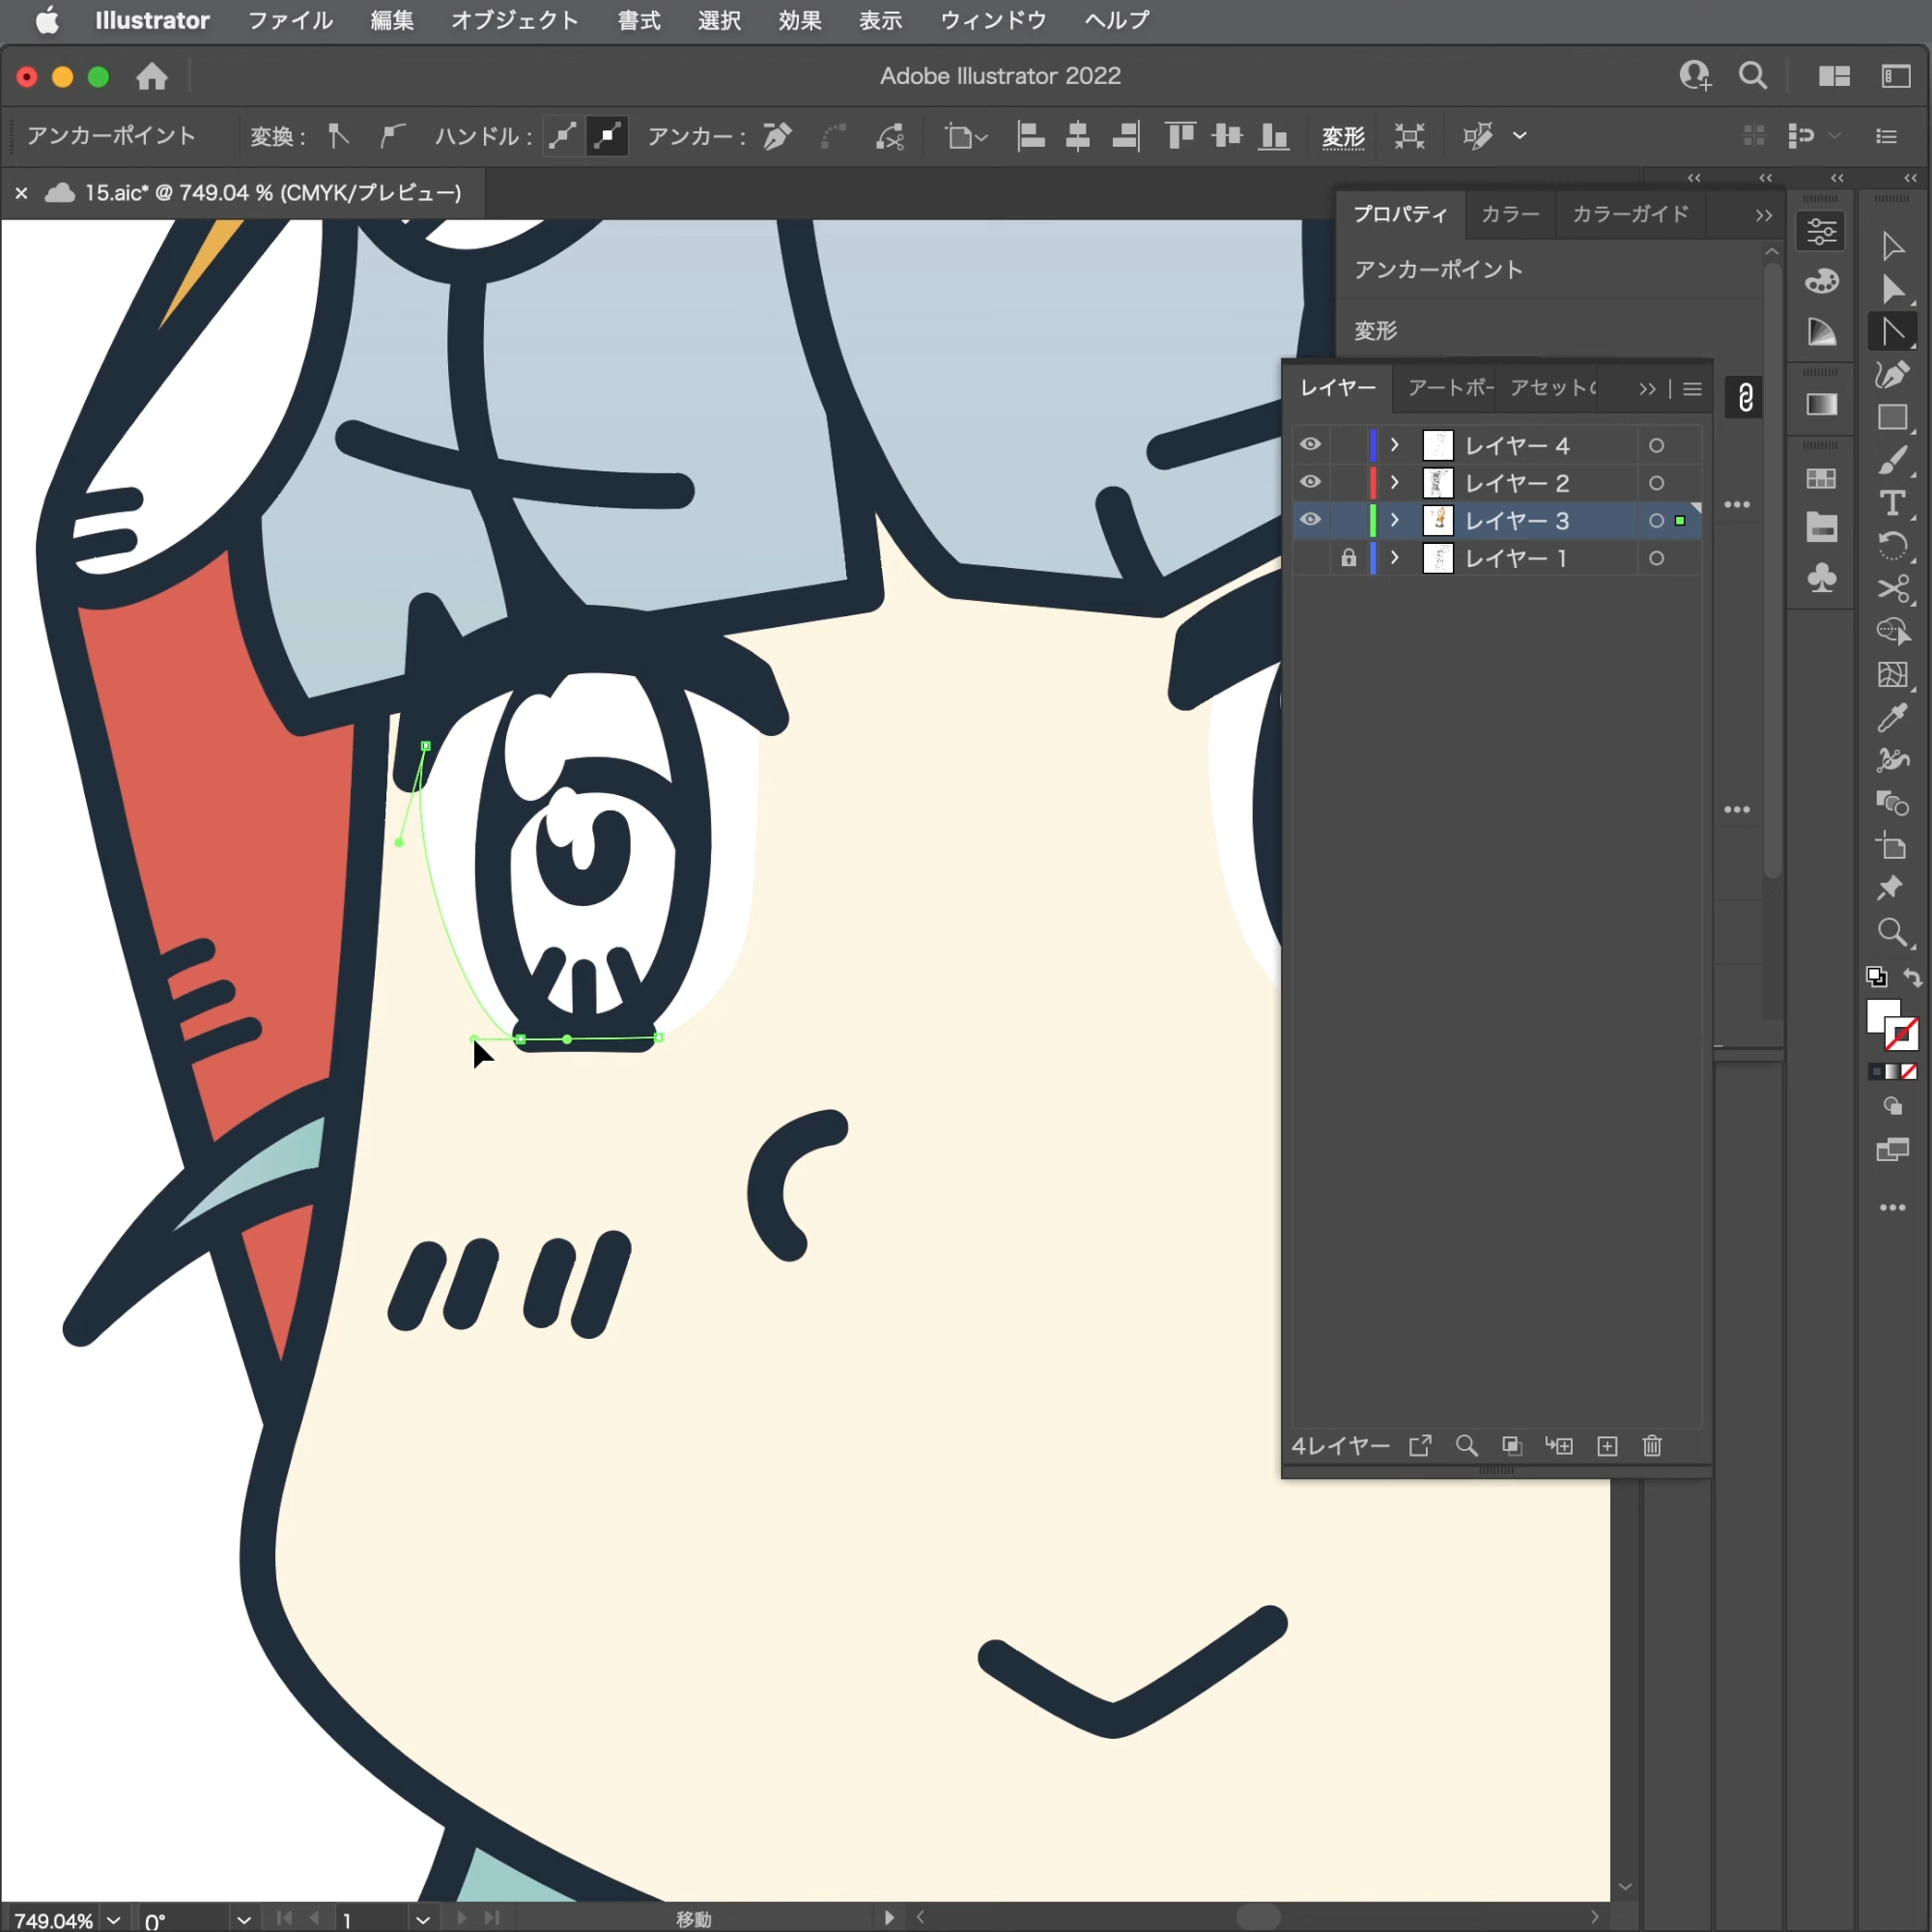 Illustrator ファイル 編集 オブジェクト 書式 選択 効果 表示 ウィンドウ ヘルプ
Adobe Illustrator 2022
アンカーポイント 変換： ハンドル： アンカー： 変形
× 15.aic* @ 749.04 % (CMYK/プレビュー)
プロパティ カラー カラーガイド
アンカーポイント
変形
レイヤー アートボー アセットの
レイヤー 4
レイヤー 2
レイヤー 3
レイヤー 1
4レイヤー
749.04% 0° 1 移動